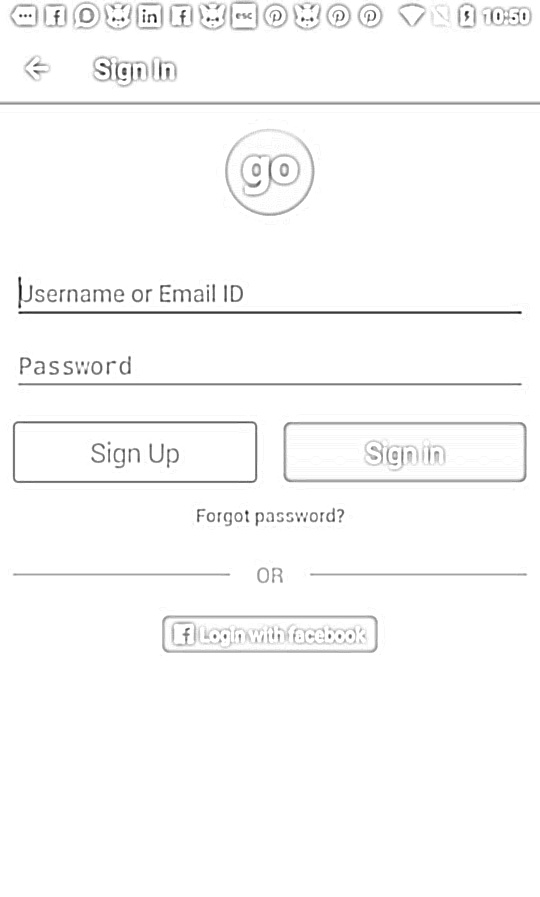 esc 10:50
Sign In
go
Username or Email ID
Password
Sign Up Sign in
Forgot password?
OR
f Login with facebook